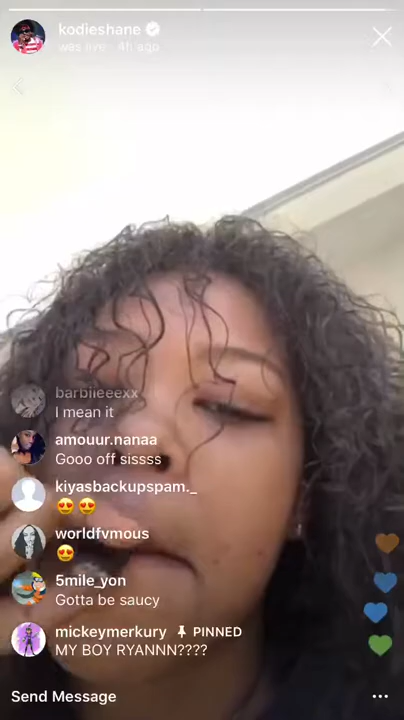 kodieshane
was live · 4h ago
barbiieeexx
I mean it
amouur.nanaa
Gooo off sissss
kiyasbackupspam._
😍😍
worldfvmous
😍
5mile_yon
Gotta be saucy
mickeymerkury PINNED
MY BOY RYANNN????
Send Message